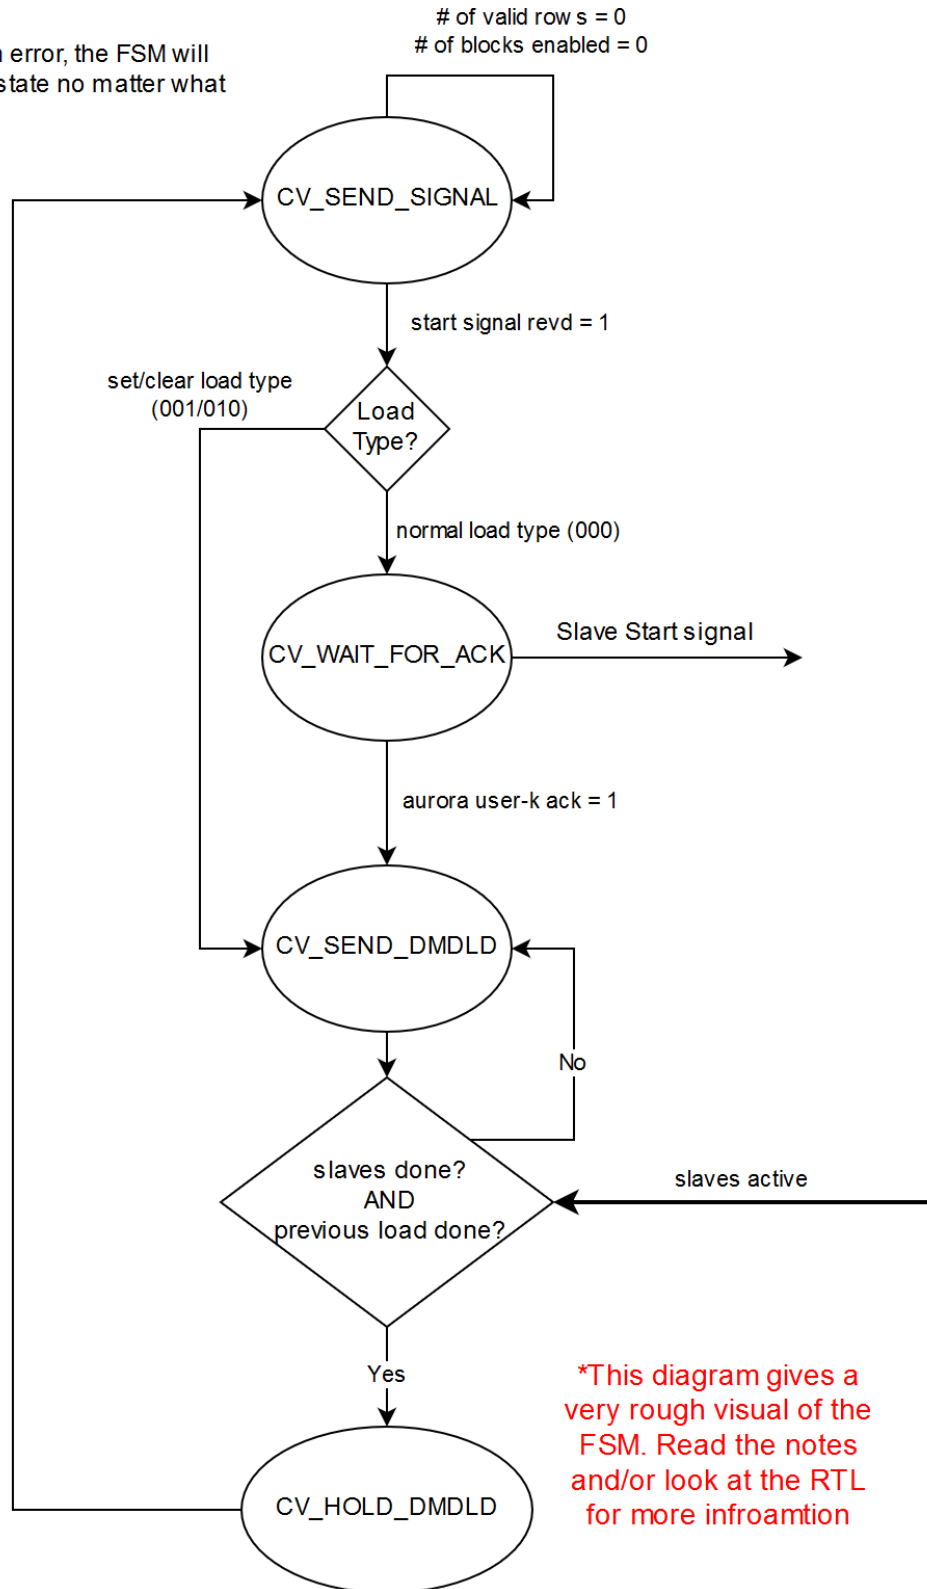 # of valid rows = 0
# of blocks enabled = 0
error, the FSM will
state no matter what
CV_SEND_SIGNAL
start signal revd = 1
set/clear load type
(001/010)
Load
Type?
normal load type (000)
CV_WAIT_FOR_ACK
Slave Start signal
aurora user-k ack = 1
CV_SEND_DMDLD
No
slaves done?
AND
previous load done?
slaves active
Yes
*This diagram gives a
very rough visual of the
FSM. Read the notes
and/or look at the RTL
for more infroamtion
CV_HOLD_DMDLD